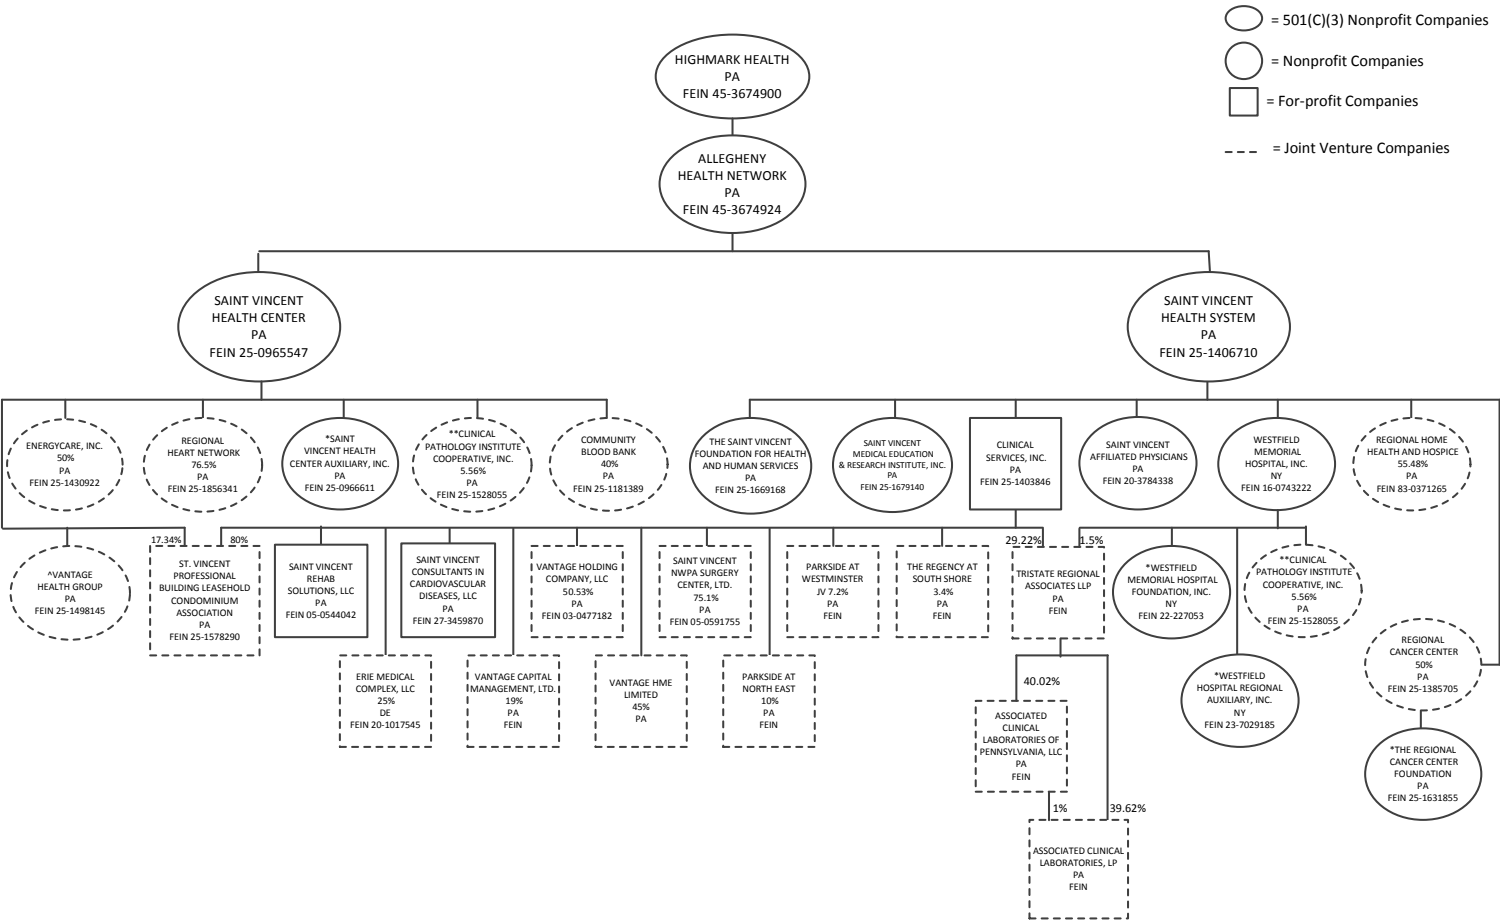 = 501(C)(3) Nonprofit Companies
= Nonprofit Companies
= For-profit Companies
= Joint Venture Companies
HIGHMARK HEALTH
PA
FEIN 45-3674900
ALLEGHENY
HEALTH NETWORK
PA
FEIN 45-3674924
SAINT VINCENT
HEALTH CENTER
PA
FEIN 25-0965547
SAINT VINCENT
HEALTH SYSTEM
PA
FEIN 25-1406710
ENERGYCARE, INC.
50%
PA
FEIN 25-1430922
REGIONAL
HEART NETWORK
76.5%
PA
FEIN 25-1856341
*SAINT
VINCENT HEALTH
CENTER AUXILIARY, INC.
PA
FEIN 25-0966611
**CLINICAL
PATHOLOGY INSTITUTE
COOPERATIVE, INC.
5.56%
PA
FEIN 25-1528055
COMMUNITY
BLOOD BANK
40%
PA
FEIN 25-1181389
THE SAINT VINCENT
FOUNDATION FOR HEALTH
AND HUMAN SERVICES
PA
FEIN 25-1669168
SAINT VINCENT
MEDICAL EDUCATION
& RESEARCH INSTITUTE, INC.
PA
FEIN 25-1679140
CLINICAL
SERVICES, INC.
PA
FEIN 25-1403846
SAINT VINCENT
AFFILIATED PHYSICIANS
PA
FEIN 20-3784338
WESTFIELD
MEMORIAL
HOSPITAL, INC.
NY
FEIN 16-0743222
REGIONAL HOME
HEALTH AND HOSPICE
55.48%
PA
FEIN 83-0371265
^VANTAGE
HEALTH GROUP
PA
FEIN 25-1498145
17.34%
80%
ST. VINCENT
PROFESSIONAL
BUILDING LEASEHOLD
CONDOMINIUM
ASSOCIATION
PA
FEIN 25-1578290
SAINT VINCENT
REHAB
SOLUTIONS, LLC
PA
FEIN 05-0544042
SAINT VINCENT
CONSULTANTS IN
CARDIOVASCULAR
DISEASES, LLC
PA
FEIN 27-3459870
VANTAGE HOLDING
COMPANY, LLC
50.53%
PA
FEIN 03-0477182
SAINT VINCENT
NWPA SURGERY
CENTER, LTD.
75.1%
PA
FEIN 05-0591755
PARKSIDE AT
WESTMINSTER
JV 7.2%
PA
FEIN
THE REGENCY AT
SOUTH SHORE
3.4%
PA
FEIN
29.22%
1.5%
TRISTATE REGIONAL
ASSOCIATES LLP
PA
FEIN
*WESTFIELD
MEMORIAL HOSPITAL
FOUNDATION, INC.
NY
FEIN 22-227053
**CLINICAL
PATHOLOGY INSTITUTE
COOPERATIVE, INC.
5.56%
PA
FEIN 25-1528055
ERIE MEDICAL
COMPLEX, LLC
25%
DE
FEIN 20-1017545
VANTAGE CAPITAL
MANAGEMENT, LTD.
19%
PA
FEIN
VANTAGE HME
LIMITED
45%
PA
PARKSIDE AT
NORTH EAST
10%
PA
FEIN
40.02%
ASSOCIATED
CLINICAL
LABORATORIES OF
PENNSYLVANIA, LLC
PA
FEIN
*WESTFIELD
HOSPITAL REGIONAL
AUXILIARY, INC.
NY
FEIN 23-7029185
REGIONAL
CANCER CENTER
50%
PA
FEIN 25-1385705
*THE REGIONAL
CANCER CENTER
FOUNDATION
PA
FEIN 25-1631855
1%
39.62%
ASSOCIATED CLINICAL
LABORATORIES, LP
PA
FEIN